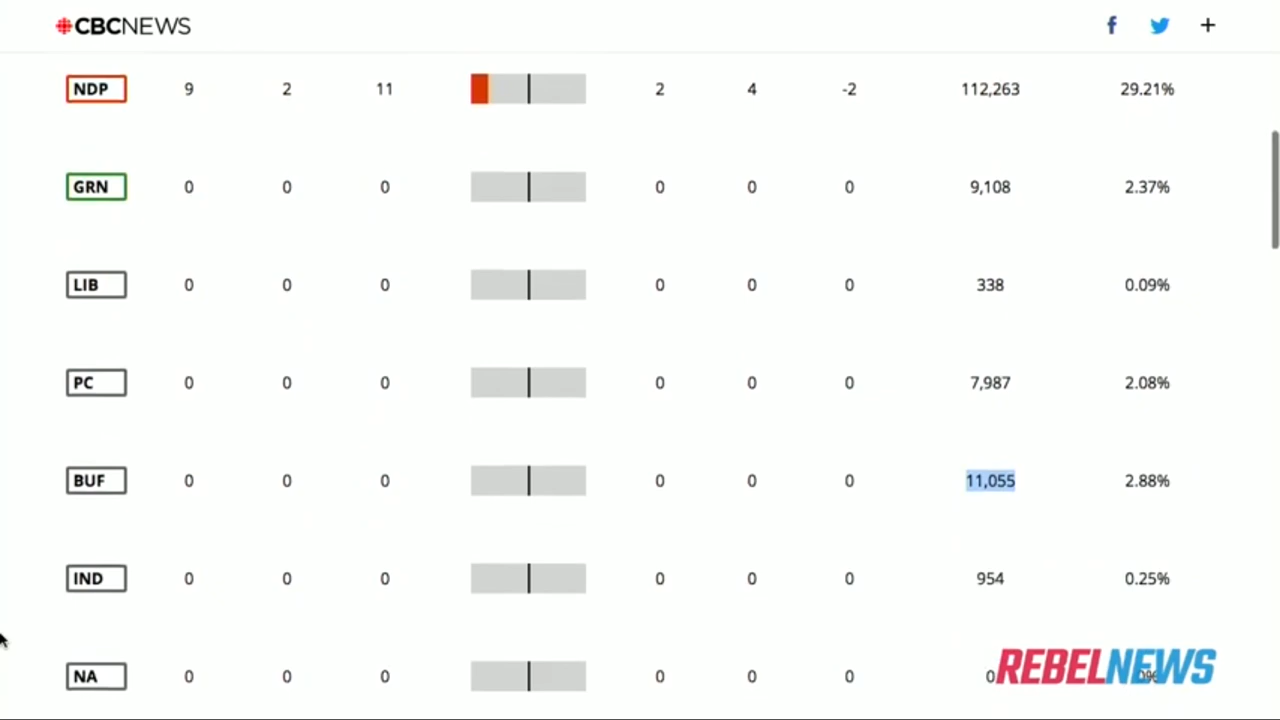 CBCNEWS
NDP 9 2 11 2 4 -2 112,263 29.21%
GRN 0 0 0 0 0 0 9,108 2.37%
LIB 0 0 0 0 0 0 338 0.09%
PC 0 0 0 0 0 0 7,987 2.08%
BUF 0 0 0 0 0 0 11,055 2.88%
IND 0 0 0 0 0 0 954 0.25%
NA 0 0 0 0 0 0 0
REBELNEWS